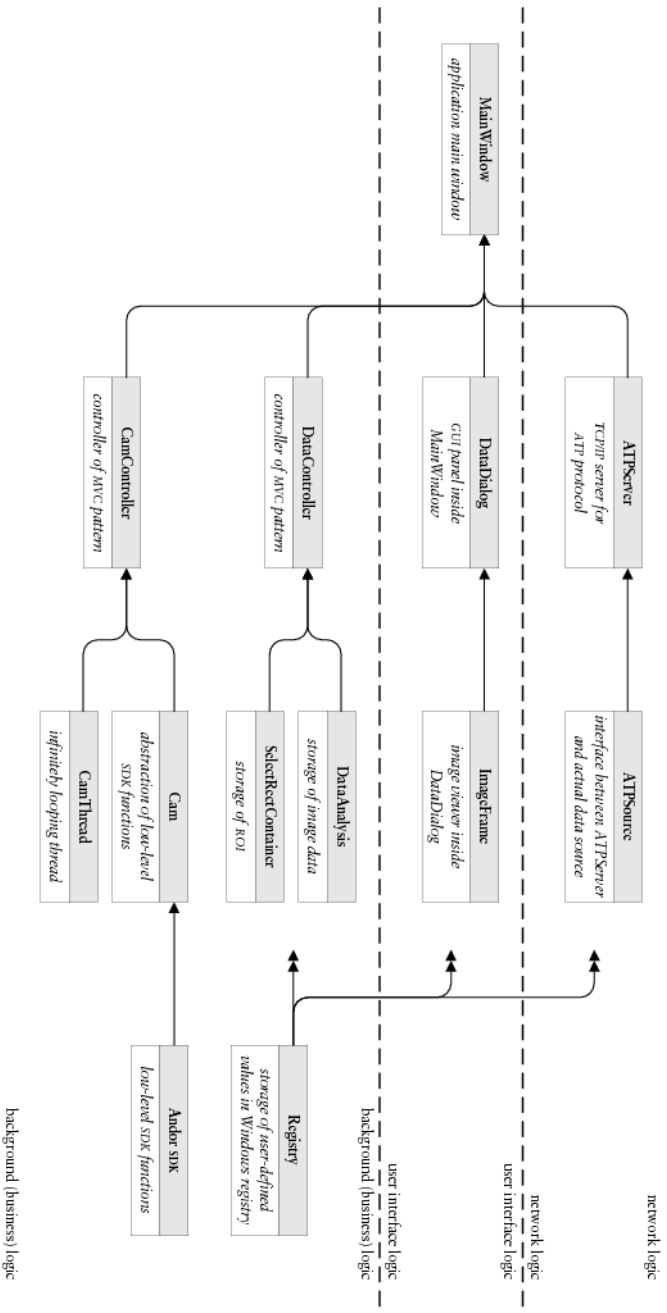 network logic
network logic
user interface logic
user interface logic
background (business) logic
background (business) logic
MainWindow
application main window
ATPServer
TCP/IP server for
ATP protocol
ATPSource
interface between ATPServer
and actual data source
DataDialog
GUI panel inside
MainWindow
ImageFrame
image viewer inside
DataDialog
DataController
controller of MVC pattern
DataAnalysis
storage of image data
SelectRectContainer
storage of ROI
Registry
storage of user-defined
values in Windows registry
CamController
controller of MVC pattern
Cam
abstraction of low-level
SDK functions
CamThread
infinitely looping thread
Andor SDK
low-level SDK functions